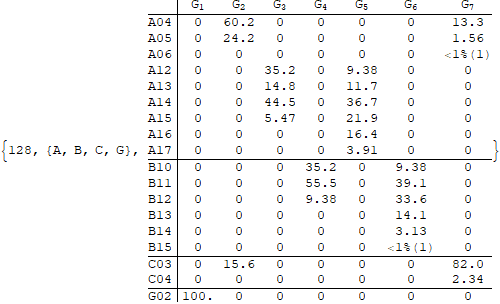 G1 G2 G3 G4 G5 G6 G7
A04 0 60.2 0 0 0 0 13.3
A05 0 24.2 0 0 0 0 1.56
A06 0 0 0 0 0 0 <1%(1)
A12 0 0 35.2 0 9.38 0 0
A13 0 0 14.8 0 11.7 0 0
A14 0 0 44.5 0 36.7 0 0
A15 0 0 5.47 0 21.9 0 0
A16 0 0 0 0 16.4 0 0
{128, {A, B, C, G}, A17 0 0 0 0 3.91 0 0 }
B10 0 0 0 35.2 0 9.38 0
B11 0 0 0 55.5 0 39.1 0
B12 0 0 0 9.38 0 33.6 0
B13 0 0 0 0 0 14.1 0
B14 0 0 0 0 0 3.13 0
B15 0 0 0 0 0 <1%(1) 0
C03 0 15.6 0 0 0 0 82.0
C04 0 0 0 0 0 0 2.34
G02 100. 0 0 0 0 0 0